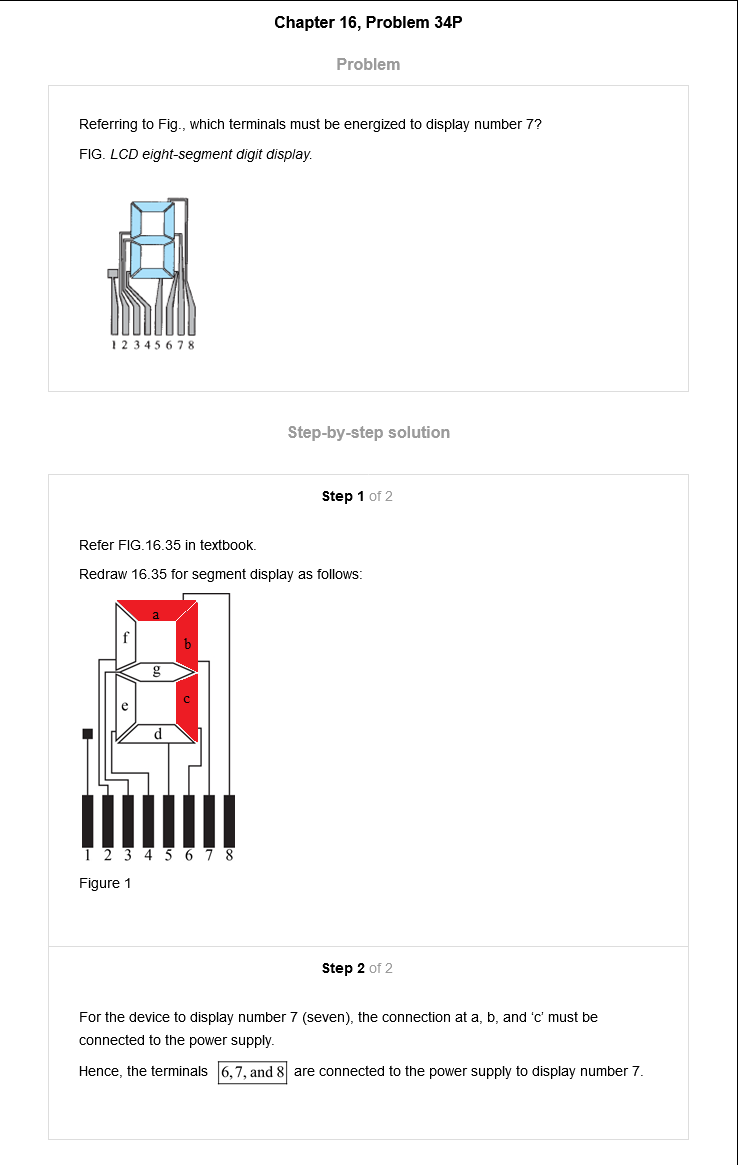 Chapter 16, Problem 34P
Problem
Referring to Fig., which terminals must be energized to display number 7?
FIG. LCD eight-segment digit display.
1 2 3 4 5 6 7 8
Step-by-step solution
Step 1 of 2
Refer FIG.16.35 in textbook.
Redraw 16.35 for segment display as follows:
a
f
b
g
e
c
d
1 2 3 4 5 6 7 8
Figure 1
Step 2 of 2
For the device to display number 7 (seven), the connection at a, b, and ‘c’ must be
connected to the power supply.
Hence, the terminals 6,7, and 8 are connected to the power supply to display number 7.